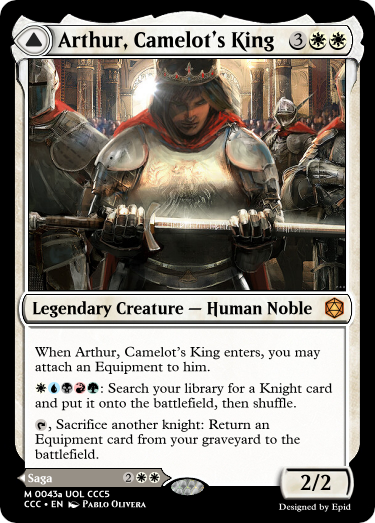 Arthur, Camelot's King 3
Legendary Creature — Human Noble
When Arthur, Camelot's King enters, you may
attach an Equipment to him.
: Search your library for a Knight card
and put it onto the battlefield, then shuffle.
, Sacrifice another knight: Return an
Equipment card from your graveyard to the
battlefield.
Saga 2
2/2
M 0043a UOL CCC5
CCC • EN Pablo Olivera
Designed by Epid